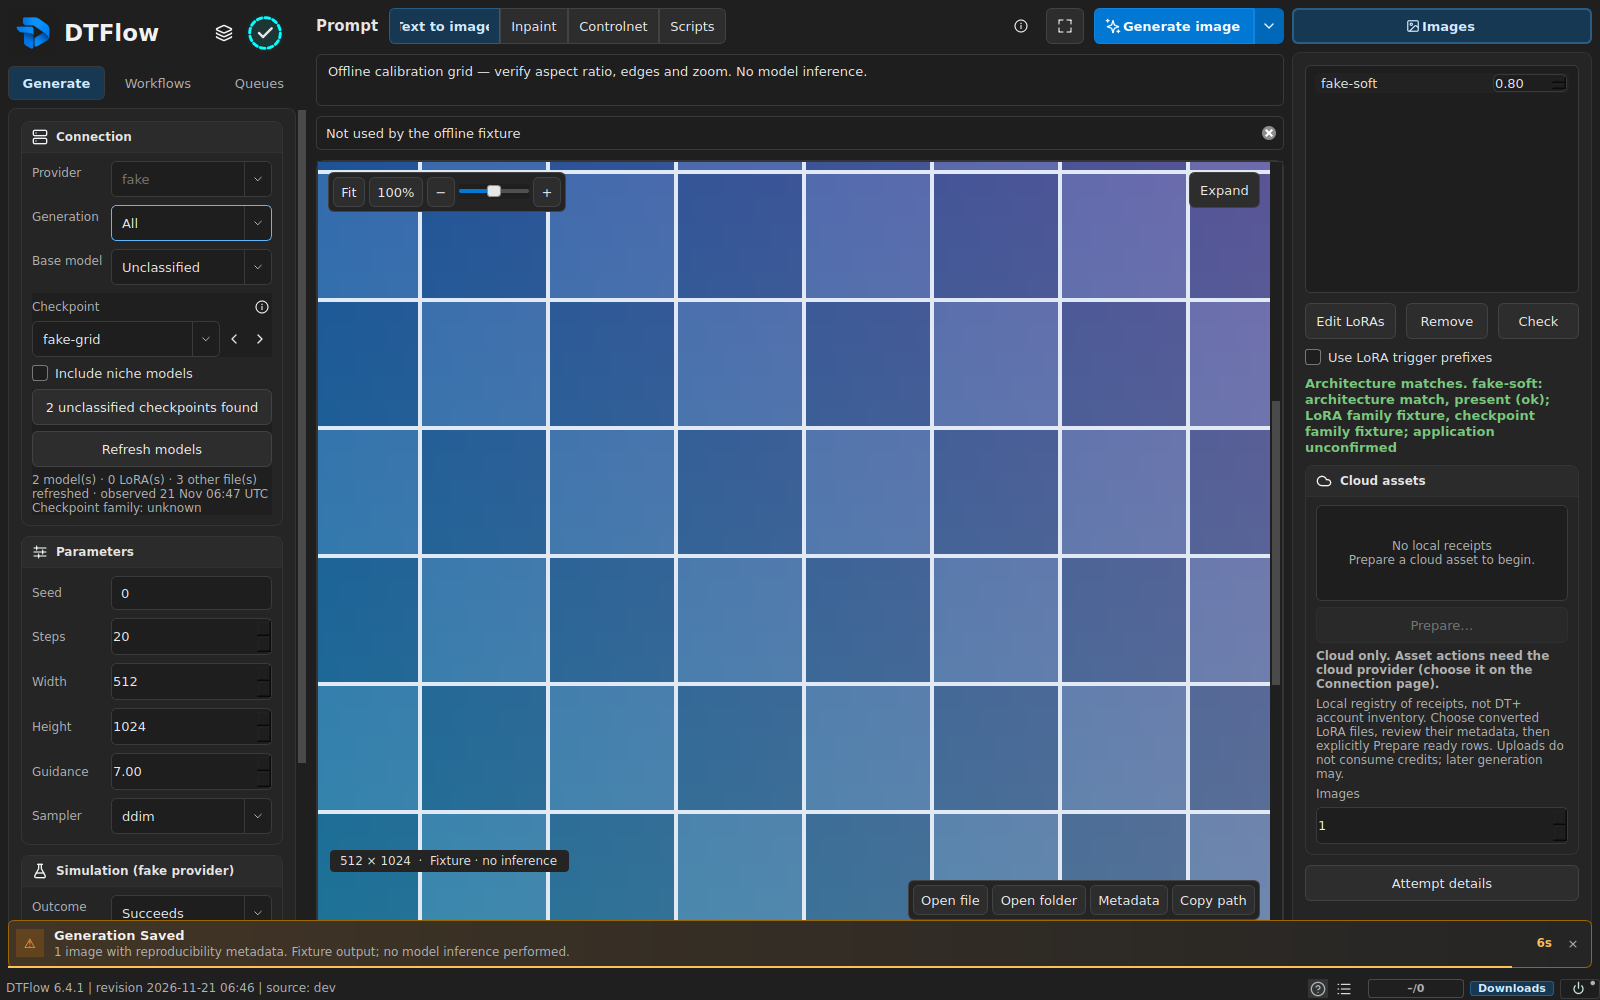 DTFlow
Generate
Workflows
Queues
Connection
Provider
fake
Generation
All
Base model
Unclassified
Checkpoint
fake-grid
Include niche models
2 unclassified checkpoints found
Refresh models
2 model(s) · 0 LoRA(s) · 3 other file(s)
refreshed · observed 21 Nov 06:47 UTC
Checkpoint family: unknown
Parameters
Seed
0
Steps
20
Width
512
Height
1024
Guidance
7.00
Sampler
ddim
Simulation (fake provider)
Outcome
Succeeds
Prompt
Text to image
Inpaint
Controlnet
Scripts
Generate image
Offline calibration grid — verify aspect ratio, edges and zoom. No model inference.
Not used by the offline fixture
Fit
100%
−
+
Expand
512 × 1024 · Fixture · no inference
Open file
Open folder
Metadata
Copy path
Images
fake-soft
0.80
Edit LoRAs
Remove
Check
Use LoRA trigger prefixes
Architecture matches. fake-soft:
architecture match, present (ok);
LoRA family fixture, checkpoint
family fixture; application
unconfirmed
Cloud assets
No local receipts
Prepare a cloud asset to begin.
Prepare...
Cloud only. Asset actions need the
cloud provider (choose it on the
Connection page).
Local registry of receipts, not DT+
account inventory. Choose converted
LoRA files, review their metadata, then
explicitly Prepare ready rows. Uploads do
not consume credits; later generation
may.
Images
1
Attempt details
Generation Saved
1 image with reproducibility metadata. Fixture output; no model inference performed.
6s
×
DTFlow 6.4.1 | revision 2026-11-21 06:46 | source: dev
–/0
Downloads